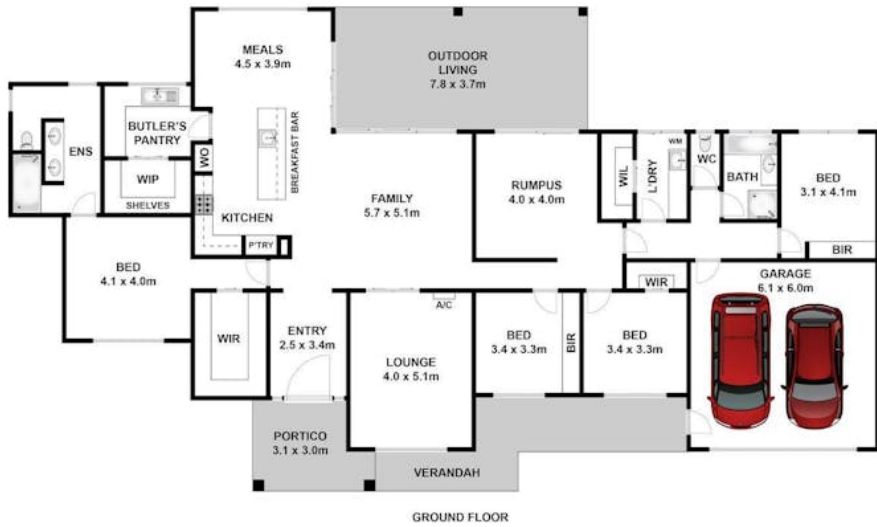 MEALS
4.5 x 3.9m
OUTDOOR
LIVING
7.8 x 3.7m
BUTLER'S
PANTRY
ENS
WO
BREAKFAST BAR
WIP
SHELVES
KITCHEN
P'TRY
FAMILY
5.7 x 5.1m
RUMPUS
4.0 x 4.0m
WIL
L'DRY
WM
WC
BATH
BED
3.1 x 4.1m
BIR
BED
4.1 x 4.0m
WIR
ENTRY
2.5 x 3.4m
A/C
LOUNGE
4.0 x 5.1m
BED
3.4 x 3.3m
BIR
WIR
BED
3.4 x 3.3m
GARAGE
6.1 x 6.0m
PORTICO
3.1 x 3.0m
VERANDAH
GROUND FLOOR